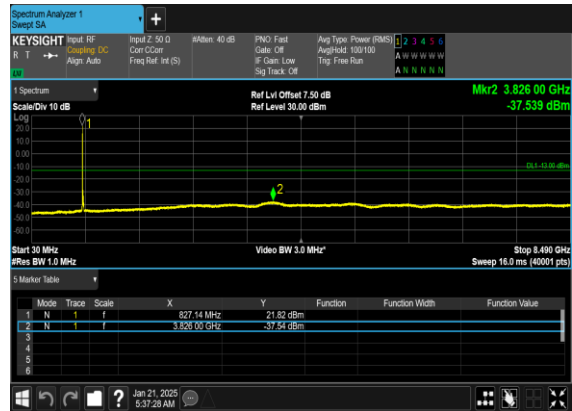 Spectrum Analyzer 1
Swept SA
KEYSIGHT Input: RF Input Z: 50 Ω #Atten: 40 dB PNO: Fast Avg Type: Power (RMS) 1 2 3 4 5 6
R T Coupling: DC Corr CCorr Gate: Off Avg|Hold: 100/100 A W W W W W
Align: Auto Freq Ref: Int (S) IF Gain: Low Trig: Free Run
LW Sig Track: Off A N N N N N
1 Spectrum Ref Lvl Offset 7.50 dB Mkr2 3.826 00 GHz
Scale/Div 10 dB Ref Level 30.00 dBm -37.539 dBm
Log
1
20.0
10.0
0.00
-10.0 DL1 -13.00 dBm
-20.0
-30.0 2
-40.0
-50.0
-60.0
Start 30 MHz Video BW 3.0 MHz* Stop 8.490 GHz
#Res BW 1.0 MHz Sweep 16.0 ms (40001 pts)
5 Marker Table
Mode Trace Scale X Y Function Function Width Function Value
1 N 1 f 827.14 MHz 21.82 dBm
2 N 1 f 3.826 00 GHz -37.54 dBm
3
4
5
6
? Jan 21, 2025
5:37:28 AM